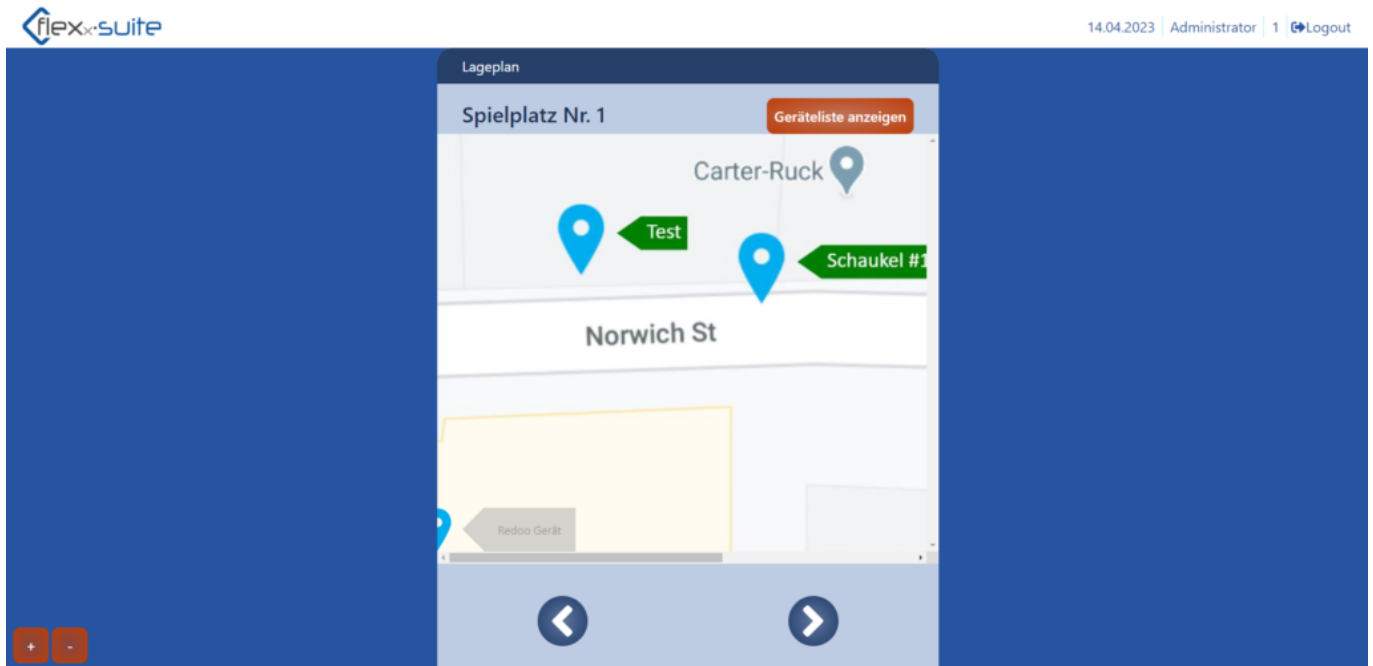 flexx-suite
14.04.2023 Administrator 1 Logout
Lageplan
Spielplatz Nr. 1
Geräteliste anzeigen
Carter-Ruck
Test
Schaukel #1
Norwich St
Redoo Gerät
+ -